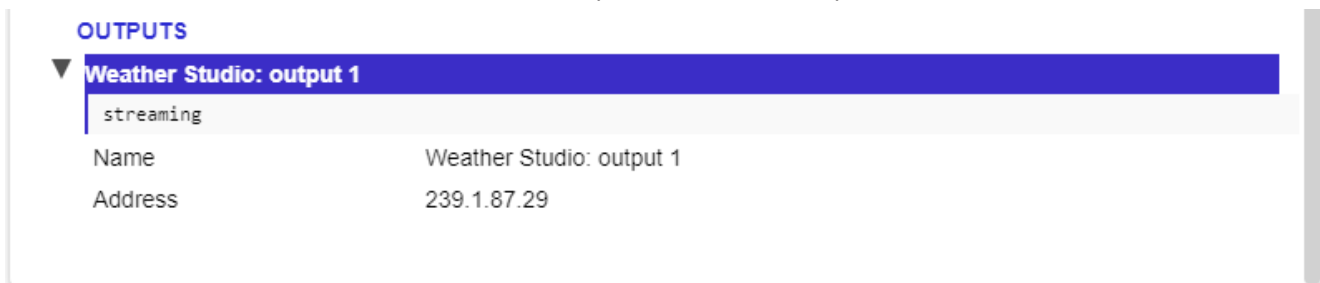 OUTPUTS
Weather Studio: output 1
streaming
Name Weather Studio: output 1
Address 239.1.87.29